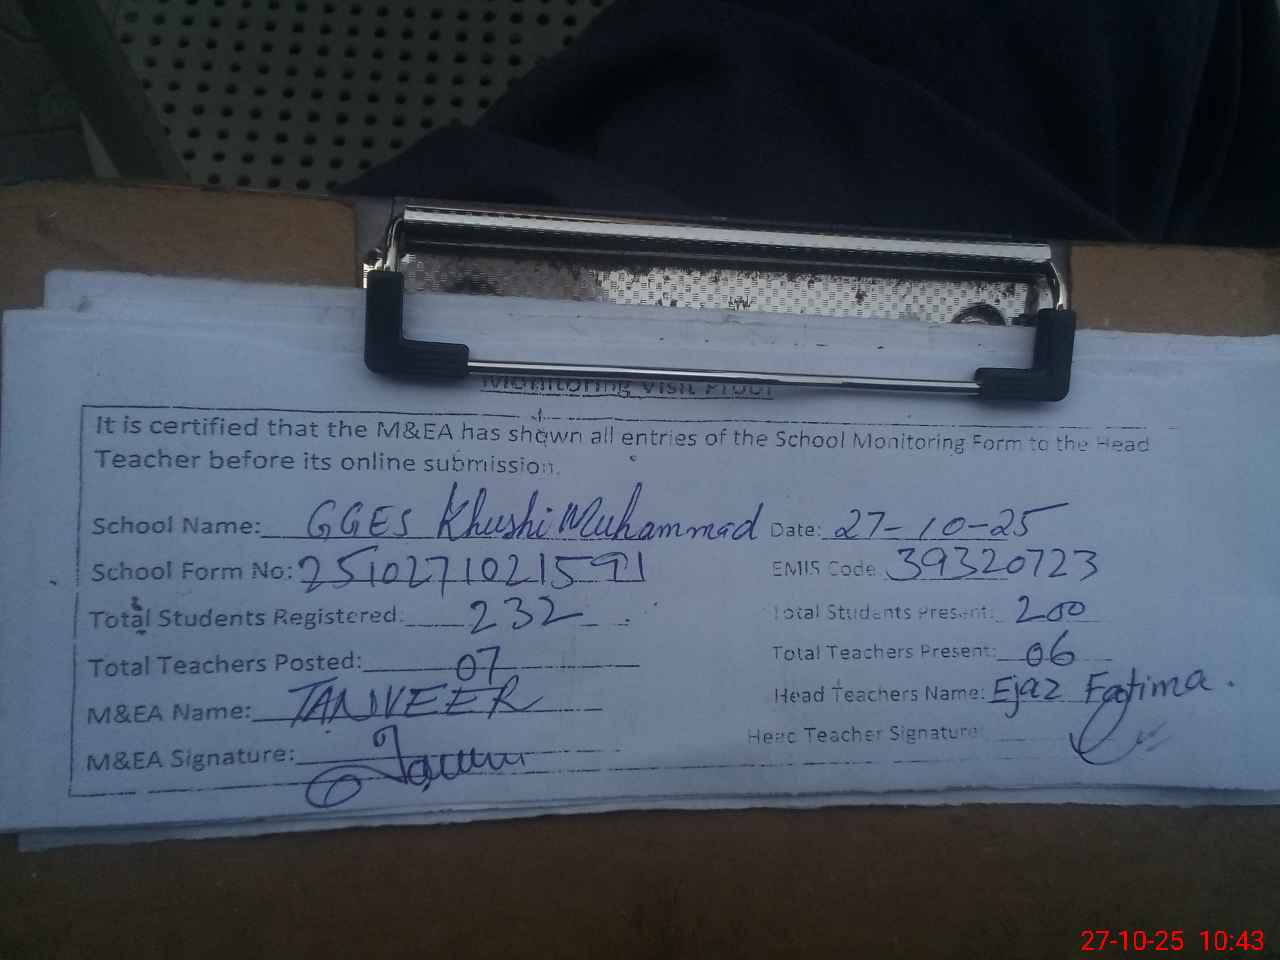 Monitoring Visit Proof
It is certified that the M&EA has shown all entries of the School Monitoring Form to the Head
Teacher before its online submission.
School Name: GGES Khushi Muhammad Date: 27-10-25
School Form No: 2510271021591 EMIS Code 39320723
Total Students Registered: 232 Total Students Present: 200
Total Teachers Posted: 07 Total Teachers Present: 06
M&EA Name: TANVEER Head Teachers Name: Ejaz Fatima.
M&EA Signature: Head Teacher Signature
27-10-25 10:43